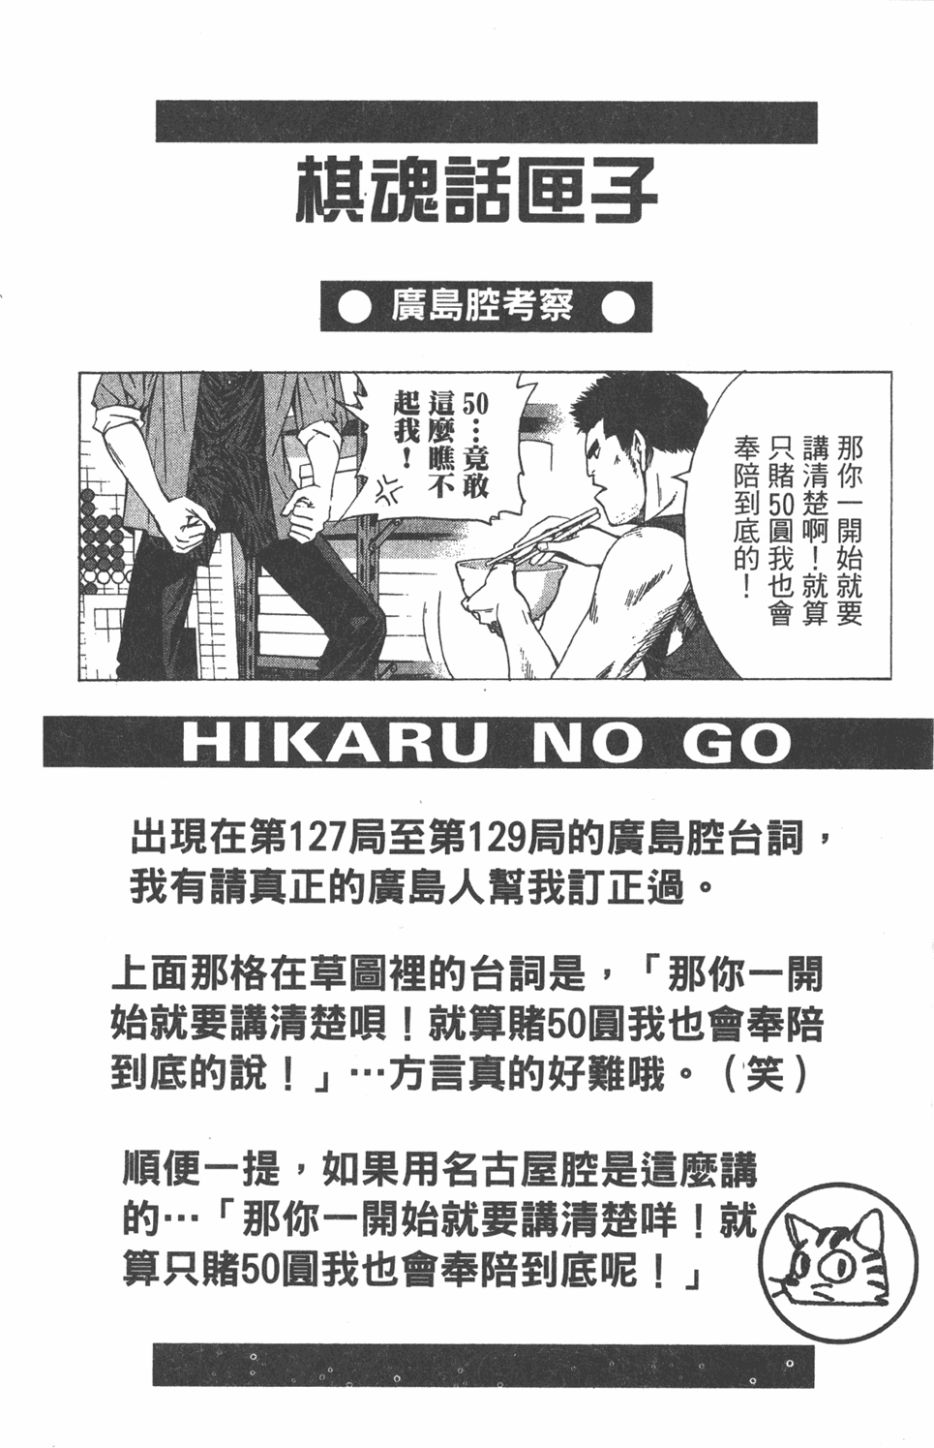 棋魂話匣子
● 廣島腔考察 ●
那你一開始就要
講清楚啊！就算
只賭50圓我也會
奉陪到底的！
50…竟敢
這麼瞧不
起我！
HIKARU NO GO
出現在第127局至第129局的廣島腔台詞，
我有請真正的廣島人幫我訂正過。
上面那格在草圖裡的台詞是，「那你一開
始就要講清楚唄！就算賭50圓我也會奉陪
到底的說！」…方言真的好難哦。（笑）
順便一提，如果用名古屋腔是這麼講
的…「那你一開始就要講清楚咩！就
算只賭50圓我也會奉陪到底呢！」